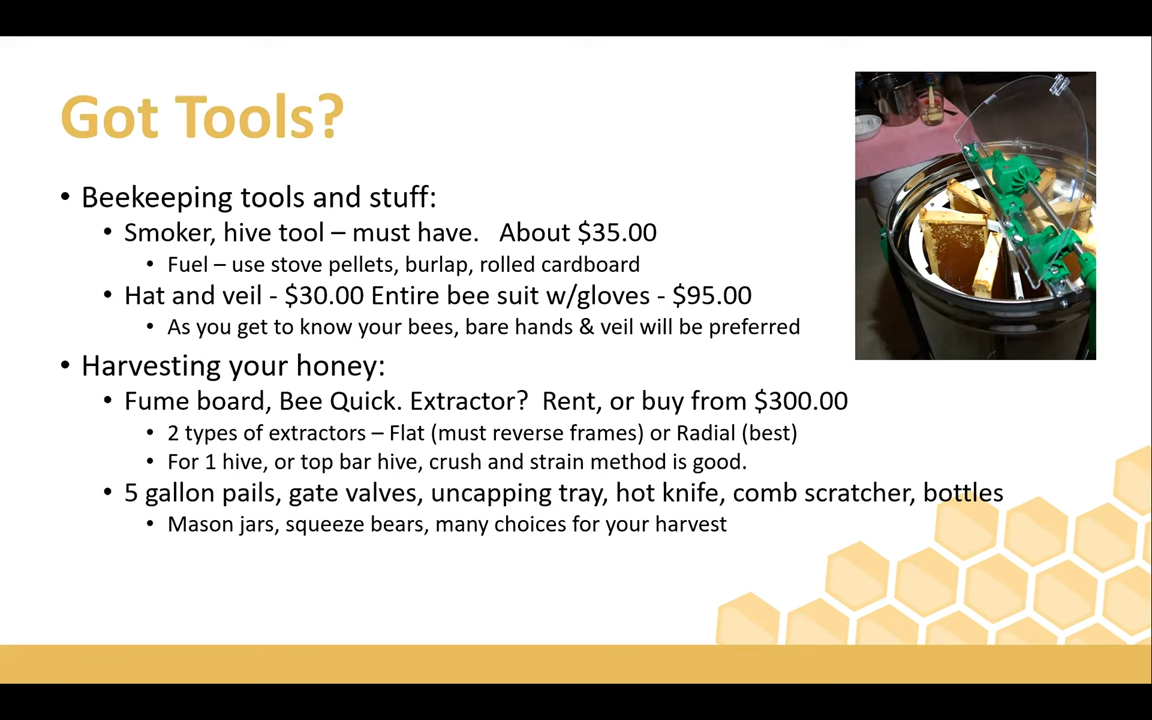 Got Tools?
• Beekeeping tools and stuff:
• Smoker, hive tool – must have.   About $35.00
• Fuel – use stove pellets, burlap, rolled cardboard
• Hat and veil - $30.00 Entire bee suit w/gloves - $95.00
• As you get to know your bees, bare hands & veil will be preferred
• Harvesting your honey:
• Fume board, Bee Quick. Extractor?  Rent, or buy from $300.00
• 2 types of extractors – Flat (must reverse frames) or Radial (best)
• For 1 hive, or top bar hive, crush and strain method is good.
• 5 gallon pails, gate valves, uncapping tray, hot knife, comb scratcher, bottles
• Mason jars, squeeze bears, many choices for your harvest